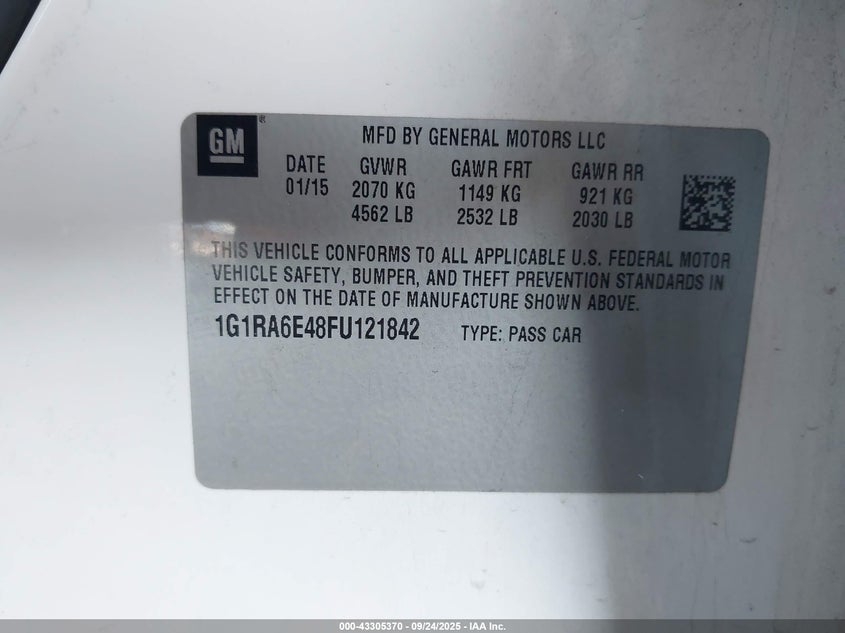 GM
MFD BY GENERAL MOTORS LLC
DATE GVWR GAWR FRT GAWR RR
01/15 2070 KG 1149 KG 921 KG
4562 LB 2532 LB 2030 LB
THIS VEHICLE CONFORMS TO ALL APPLICABLE U.S. FEDERAL MOTOR
VEHICLE SAFETY, BUMPER, AND THEFT PREVENTION STANDARDS IN
EFFECT ON THE DATE OF MANUFACTURE SHOWN ABOVE.
1G1RA6E48FU121842 TYPE: PASS CAR
000-43305370 - 09/24/2025 - IAA Inc.